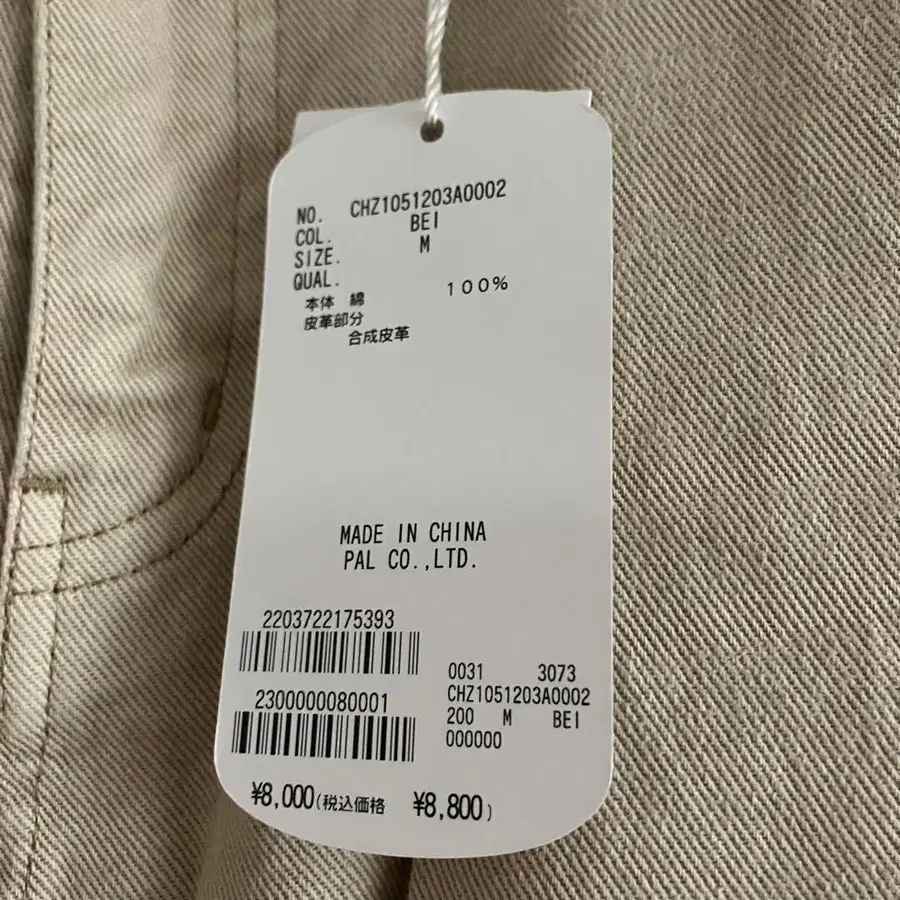 NO. CHZ1051203A0002
COL. BEI
SIZE. M
QUAL.
本体 綿 100%
皮革部分
合成皮革
MADE IN CHINA
PAL CO.,LTD.
2203722175393
2300000080001
0031 3073
CHZ1051203A0002
200 M BEI
000000
¥8,000(税込価格 ¥8,800)